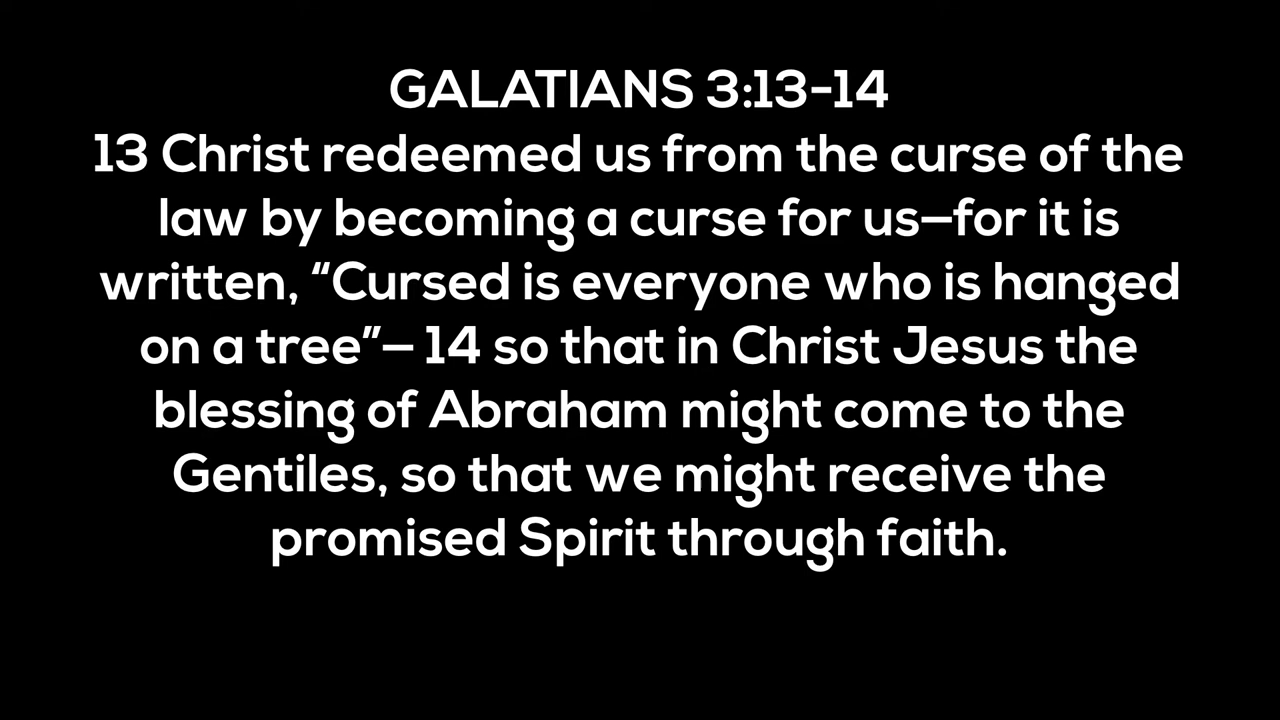 GALATIANS 3:13-14
13 Christ redeemed us from the curse of the
law by becoming a curse for us—for it is
written, “Cursed is everyone who is hanged
on a tree”— 14 so that in Christ Jesus the
blessing of Abraham might come to the
Gentiles, so that we might receive the
promised Spirit through faith.